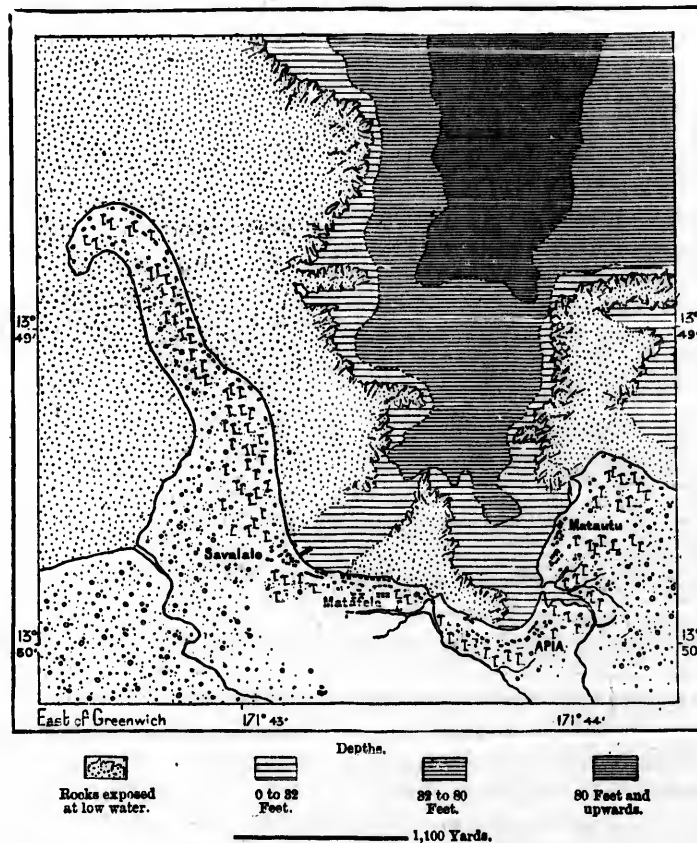 13°
49'
13°
49'
Savalalo
Matautu
Matafele
13°
50'
APIA
13°
50'
East of Greenwich
171° 43'
171° 44'
Depths.
Rocks exposed
at low water.
0 to 32
Feet.
32 to 80
Feet.
80 Feet and
upwards.
1,100 Yards.